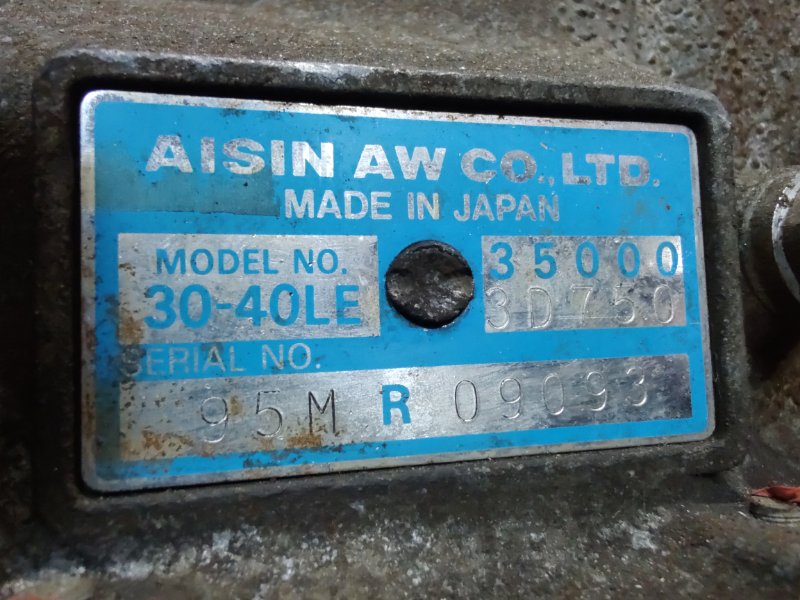 AISIN AW CO., LTD.
MADE IN JAPAN
MODEL NO.
30-40LE
35000
3D750
SERIAL NO.
95M R 09093